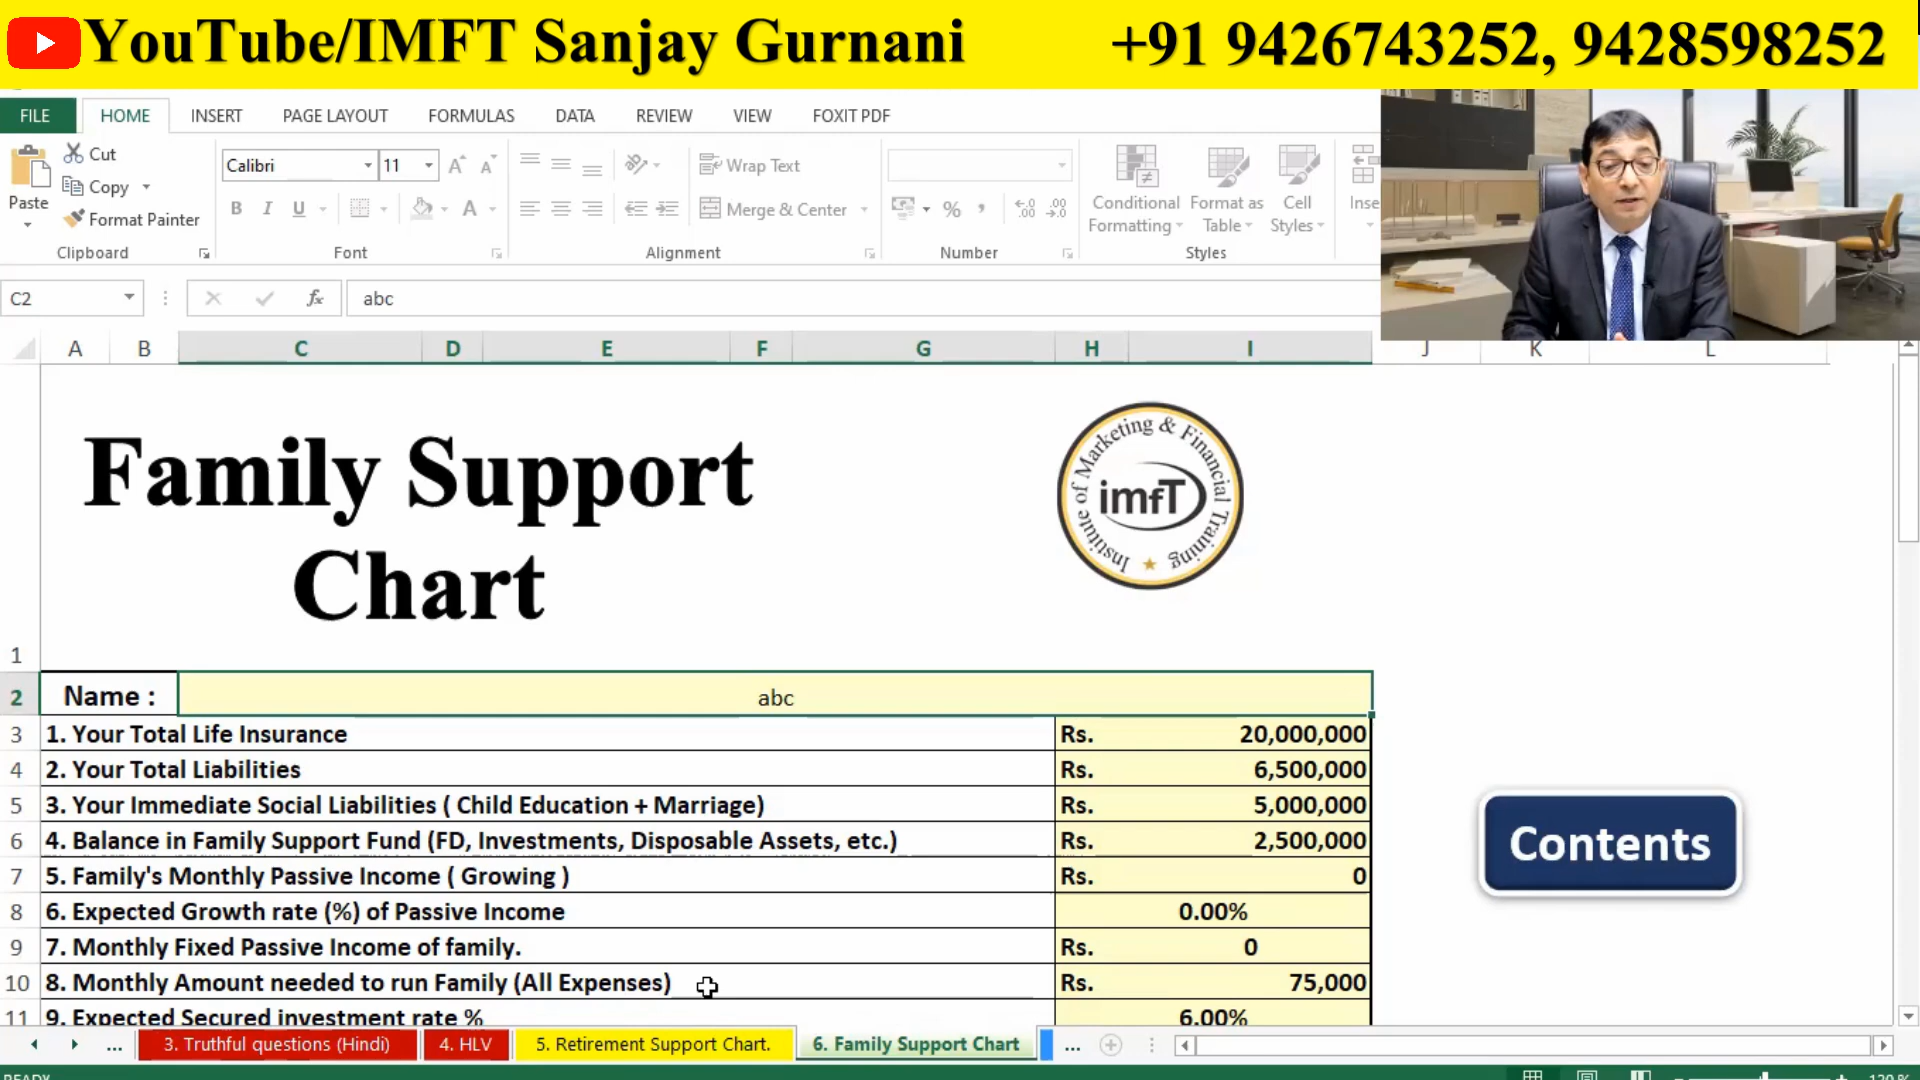 YouTube/IMFT Sanjay Gurnani +91 9426743252, 9428598252
FILE HOME INSERT PAGE LAYOUT FORMULAS DATA REVIEW VIEW FOXIT PDF
Cut
Copy
Format Painter
Paste
Clipboard
Calibri 11
B I U A
Font
Wrap Text
Merge & Center
Alignment
%
Number
Conditional Formatting
Format as Table
Cell Styles
Inse
Styles
C2 fx abc
A B C D E F G H I J K L
Family Support
Chart
Institute of Marketing & Financial Training
imfT
1
2 Name : abc
3 1. Your Total Life Insurance Rs. 20,000,000
4 2. Your Total Liabilities Rs. 6,500,000
5 3. Your Immediate Social Liabilities ( Child Education + Marriage) Rs. 5,000,000
6 4. Balance in Family Support Fund (FD, Investments, Disposable Assets, etc.) Rs. 2,500,000
7 5. Family's Monthly Passive Income ( Growing ) Rs. 0
8 6. Expected Growth rate (%) of Passive Income 0.00%
9 7. Monthly Fixed Passive Income of family. Rs. 0
10 8. Monthly Amount needed to run Family (All Expenses) Rs. 75,000
11 9. Expected Secured investment rate % 6.00%
Contents
... 3. Truthful questions (Hindi) 4. HLV 5. Retirement Support Chart. 6. Family Support Chart ...
READY